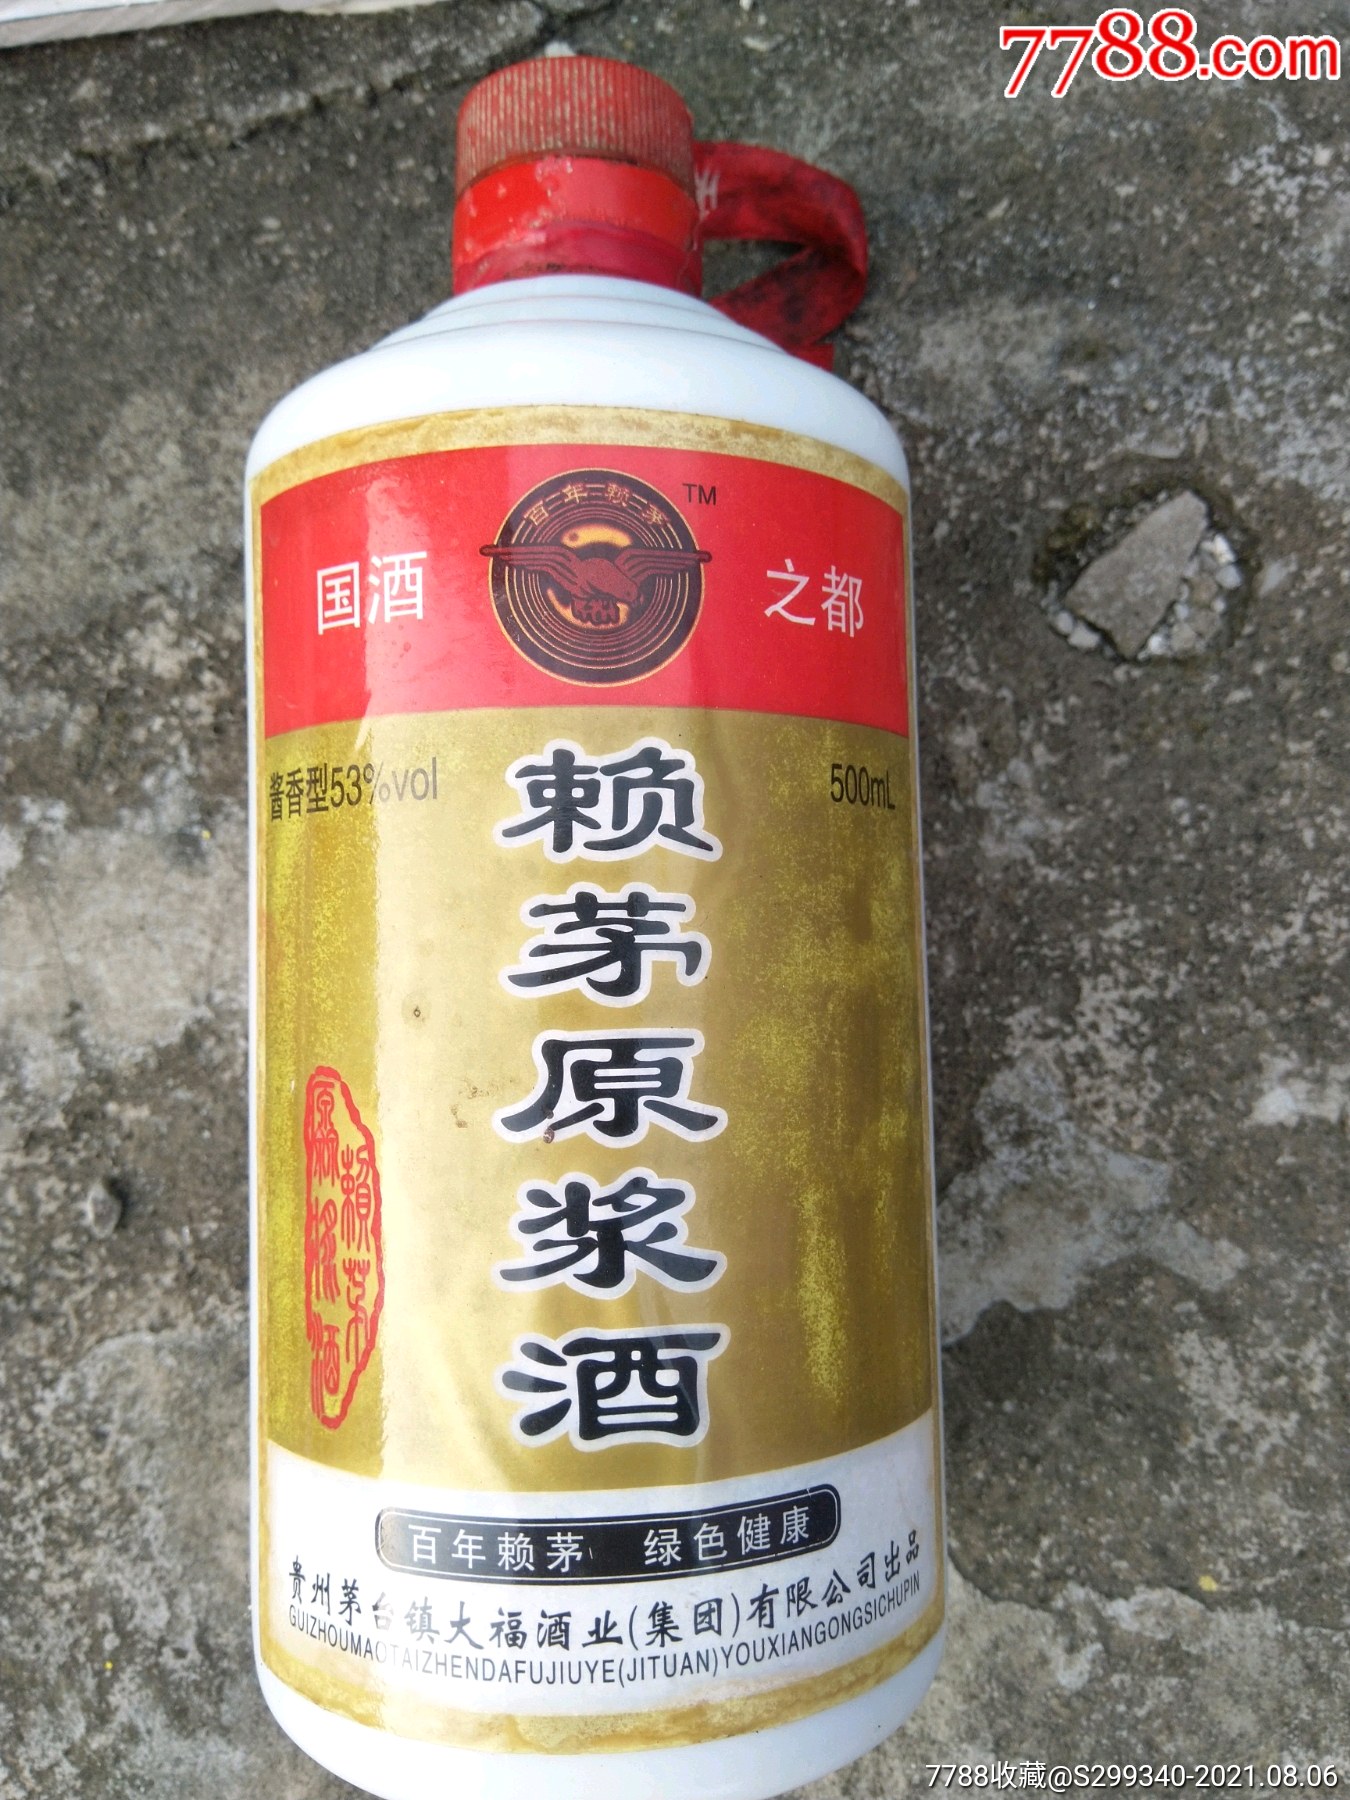 7788.com
百年赖茅
TM
国酒
之都
酱香型53%vol
500mL
赖茅原浆酒
賴茅
原漿酒
百年赖茅 绿色健康
贵州茅台镇大福酒业(集团)有限公司出品
GUIZHOUMAOTAIZHENDAFUJIUYE(JITUAN)YOUXIANGONGSICHUPIN
7788收藏@S299340-2021.08.06